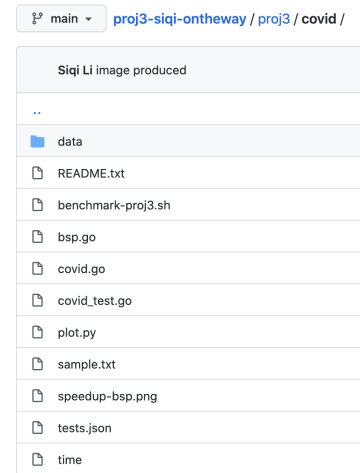 main proj3-siqi-ontheway / proj3 / covid /
Siqi Li image produced
..
data
README.txt
benchmark-proj3.sh
bsp.go
covid.go
covid_test.go
plot.py
sample.txt
speedup-bsp.png
tests.json
time